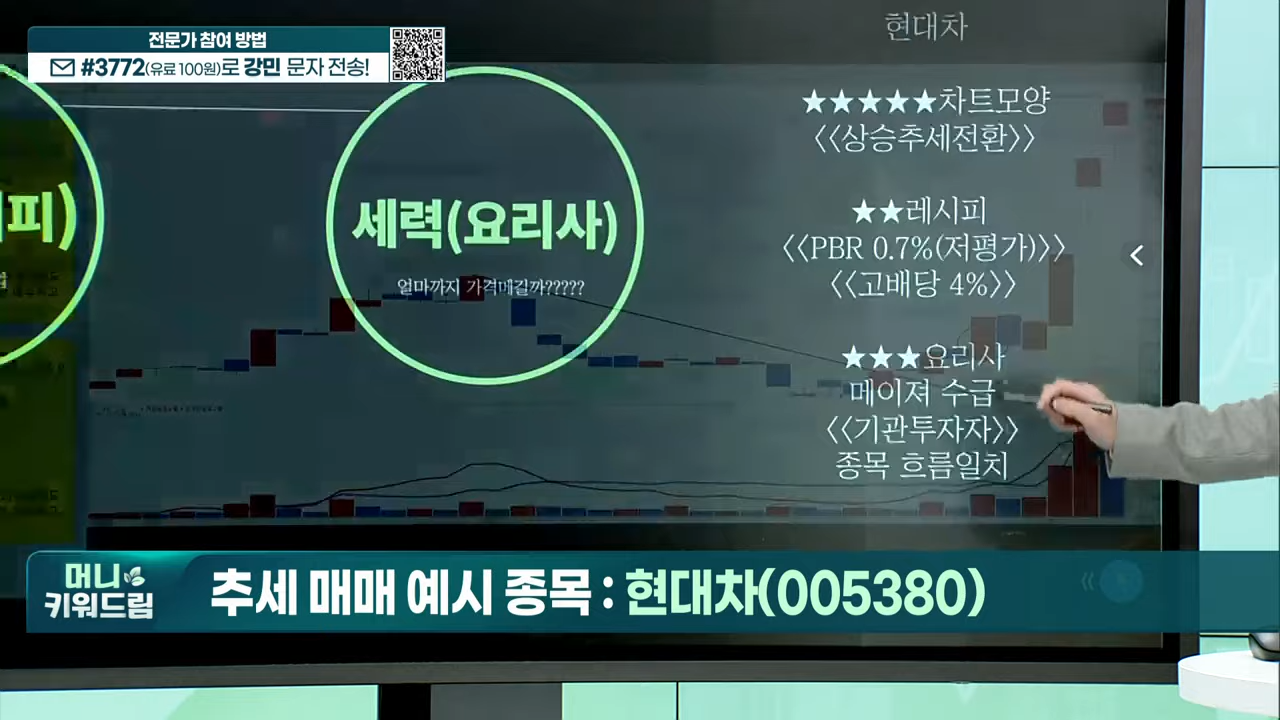 전문가 참여 방법
#3772(유료 100원)로 강민 문자 전송!
현대차
피)
세력(요리사)
얼마까지 가격메길까?????
★★★★★차트모양
<<상승추세전환>>
★★레시피
<<PBR 0.7%(저평가)>>
<<고배당 4%>>
★★★요리사
메이져 수급
<<기관투자자>>
종목 흐름일치
머니
키워드림
추세 매매 예시 종목 : 현대차(005380)